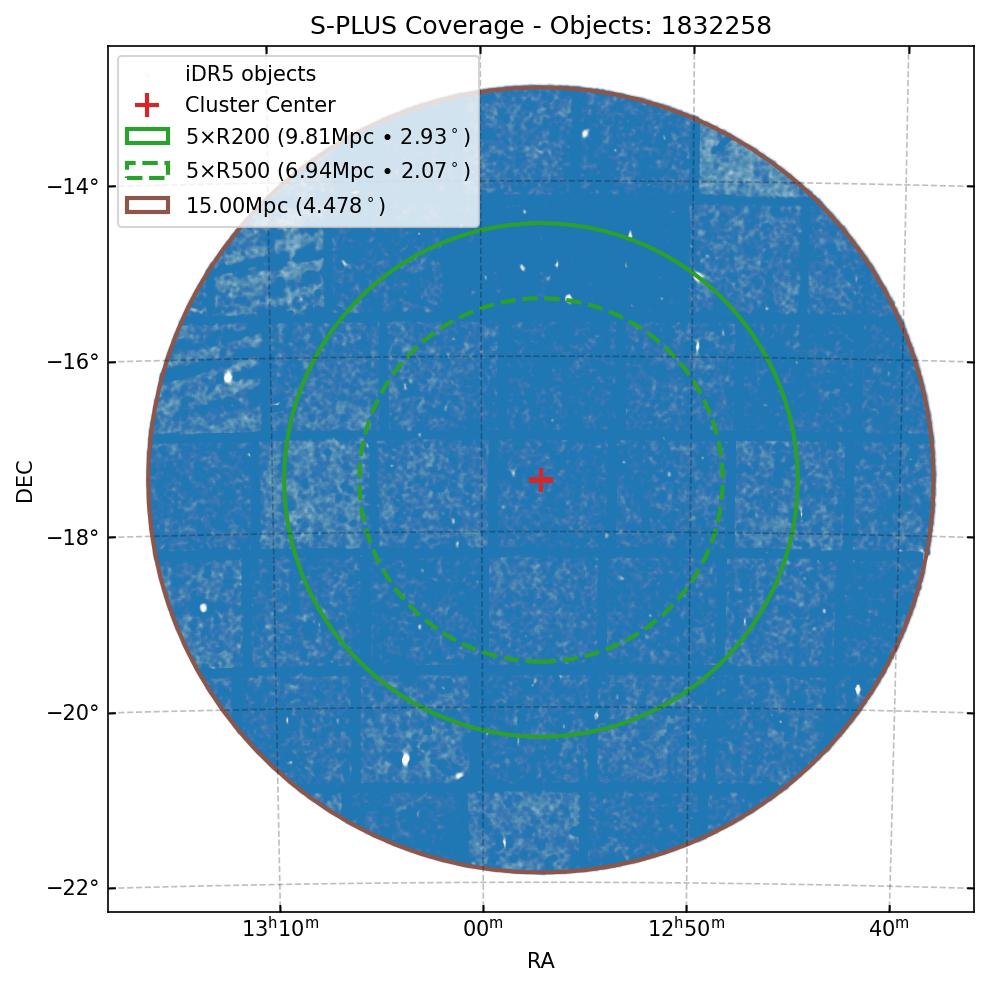 S-PLUS Coverage - Objects: 1832258
iDR5 objects
Cluster Center
5×R200 (9.81Mpc • 2.93°)
5×R500 (6.94Mpc • 2.07°)
15.00Mpc (4.478°)
−14°
−16°
−18°
−20°
−22°
DEC
13ʰ10ᵐ 00ᵐ 12ʰ50ᵐ 40ᵐ
RA